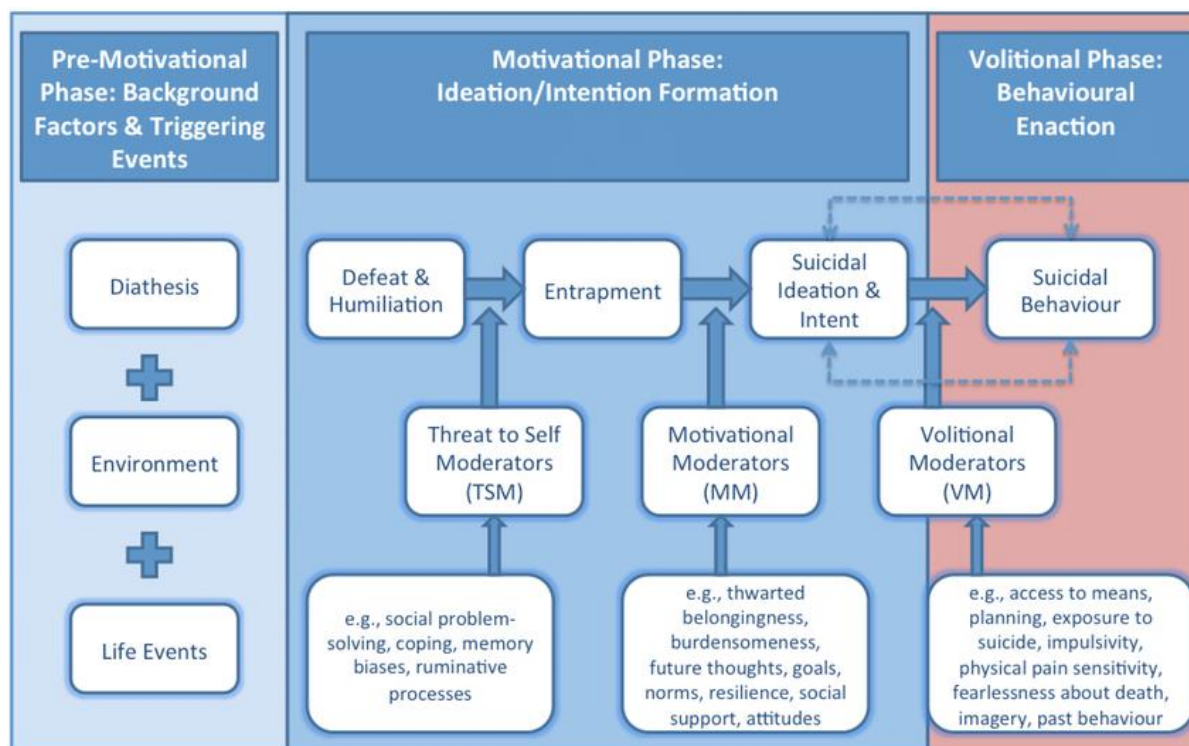 Pre-Motivational
Phase: Background
Factors & Triggering
Events
Motivational Phase:
Ideation/Intention Formation
Volitional Phase:
Behavioural
Enaction
Diathesis
Environment
Life Events
Defeat &
Humiliation
Entrapment
Suicidal
Ideation &
Intent
Suicidal
Behaviour
Threat to Self
Moderators
(TSM)
Motivational
Moderators
(MM)
Volitional
Moderators
(VM)
e.g., social problem-
solving, coping, memory
biases, ruminative
processes
e.g., thwarted
belongingness,
burdensomeness,
future thoughts, goals,
norms, resilience, social
support, attitudes
e.g., access to means,
planning, exposure to
suicide, impulsivity,
physical pain sensitivity,
fearlessness about death,
imagery, past behaviour